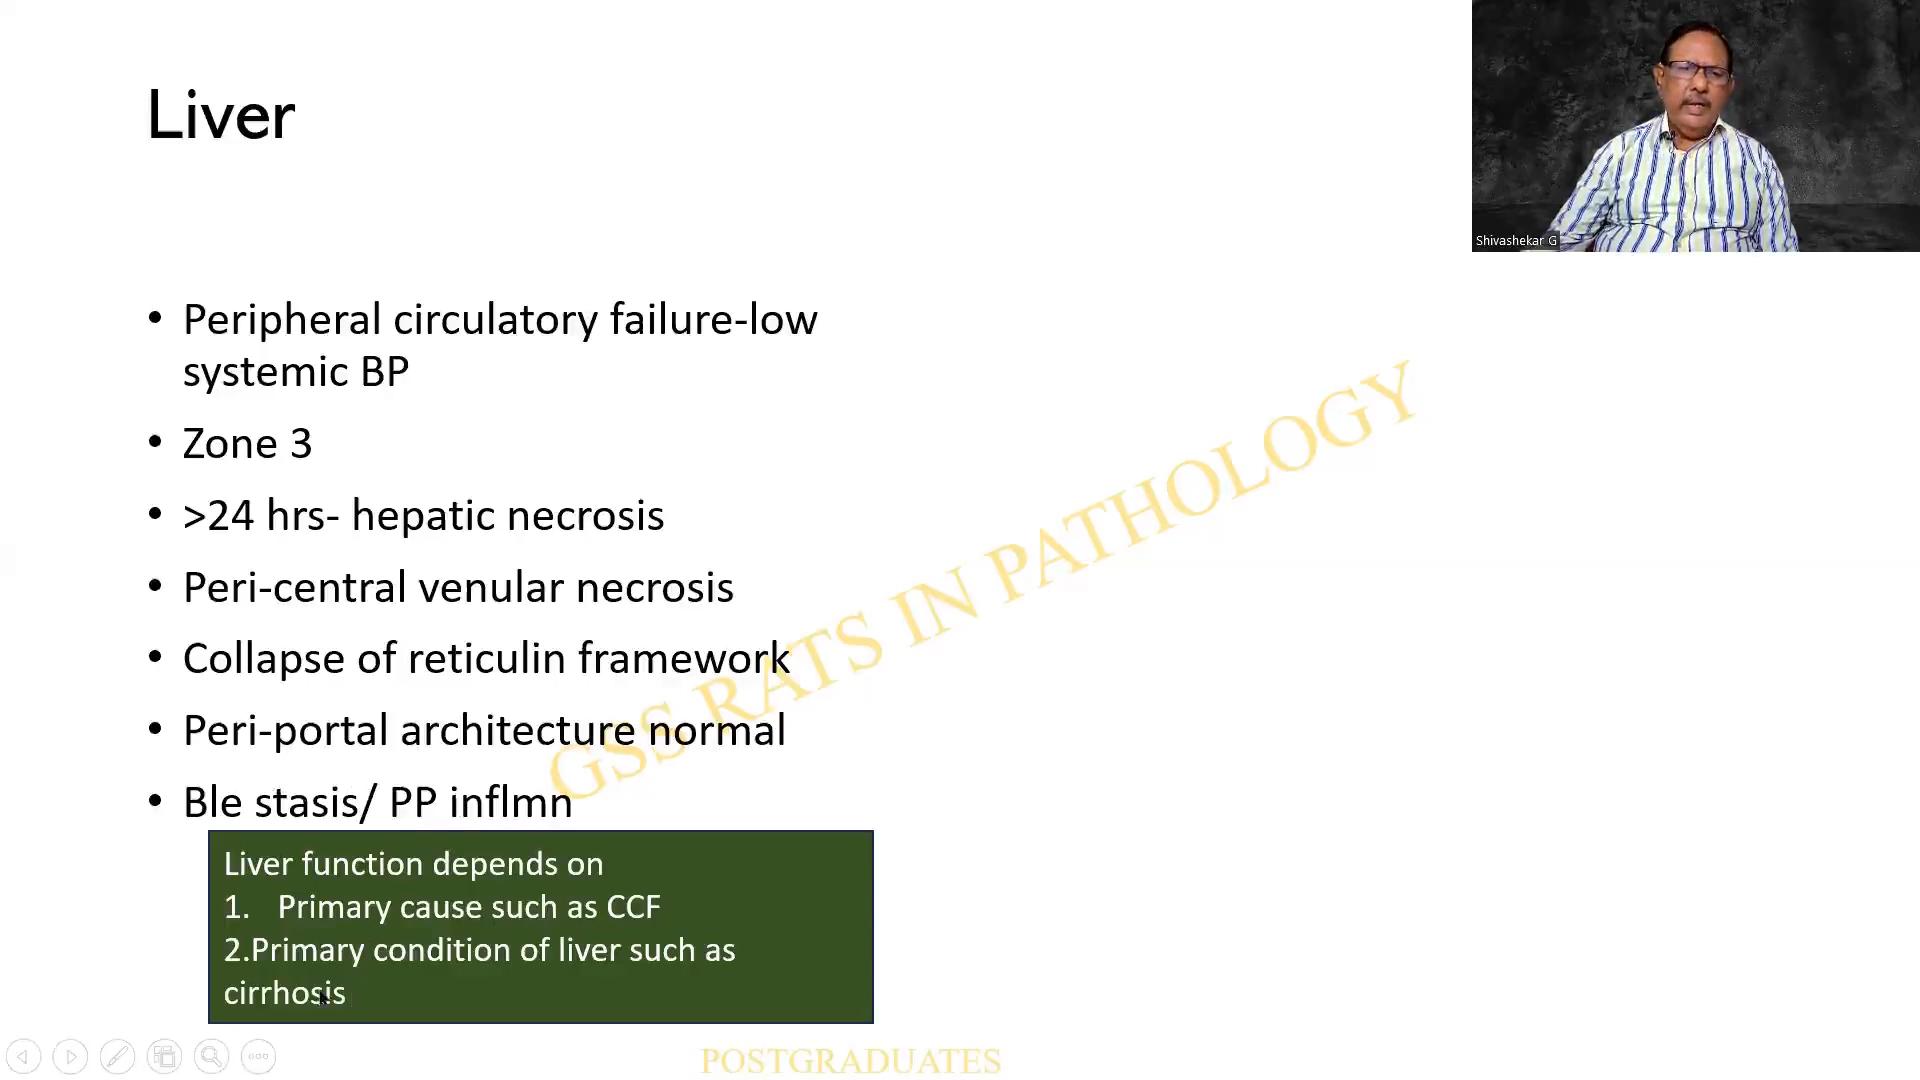 Liver
Shivashekar G
• Peripheral circulatory failure-low
systemic BP
• Zone 3
• >24 hrs- hepatic necrosis
• Peri-central venular necrosis
• Collapse of reticulin framework
• Peri-portal architecture normal
• Ble stasis/ PP inflmn
GSS RATS IN PATHOLOGY
Liver function depends on
1. Primary cause such as CCF
2.Primary condition of liver such as
cirrhosis
POSTGRADUATES